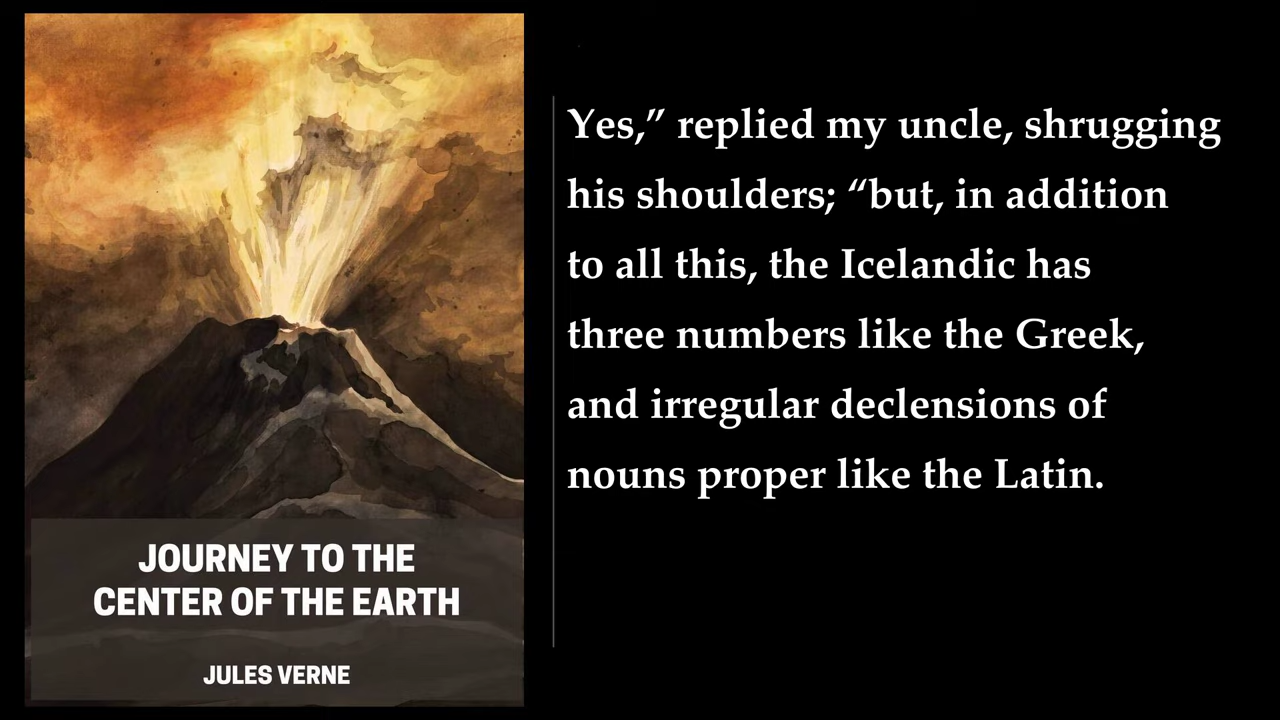 JOURNEY TO THE
CENTER OF THE EARTH
JULES VERNE
Yes,” replied my uncle, shrugging
his shoulders; “but, in addition
to all this, the Icelandic has
three numbers like the Greek,
and irregular declensions of
nouns proper like the Latin.